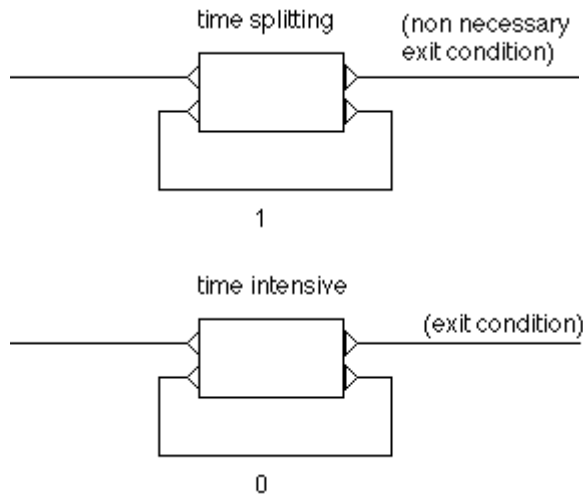 time splitting
(non necessary
exit condition)
1
time intensive
(exit condition)
0